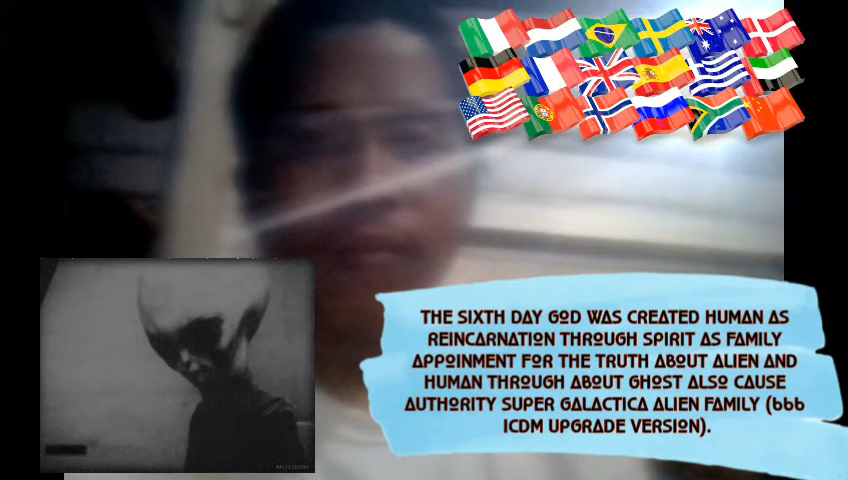 THE SIXTH DAY GOD WAS CREATED HUMAN AS
REINCARNATION THROUGH SPIRIT AS FAMILY
APPOINMENT FOR THE TRUTH ABOUT ALIEN AND
HUMAN THROUGH ABOUT GHOST ALSO CAUSE
AUTHORITY SUPER GALACTICA ALIEN FAMILY (666
ICDM UPGRADE VERSION).